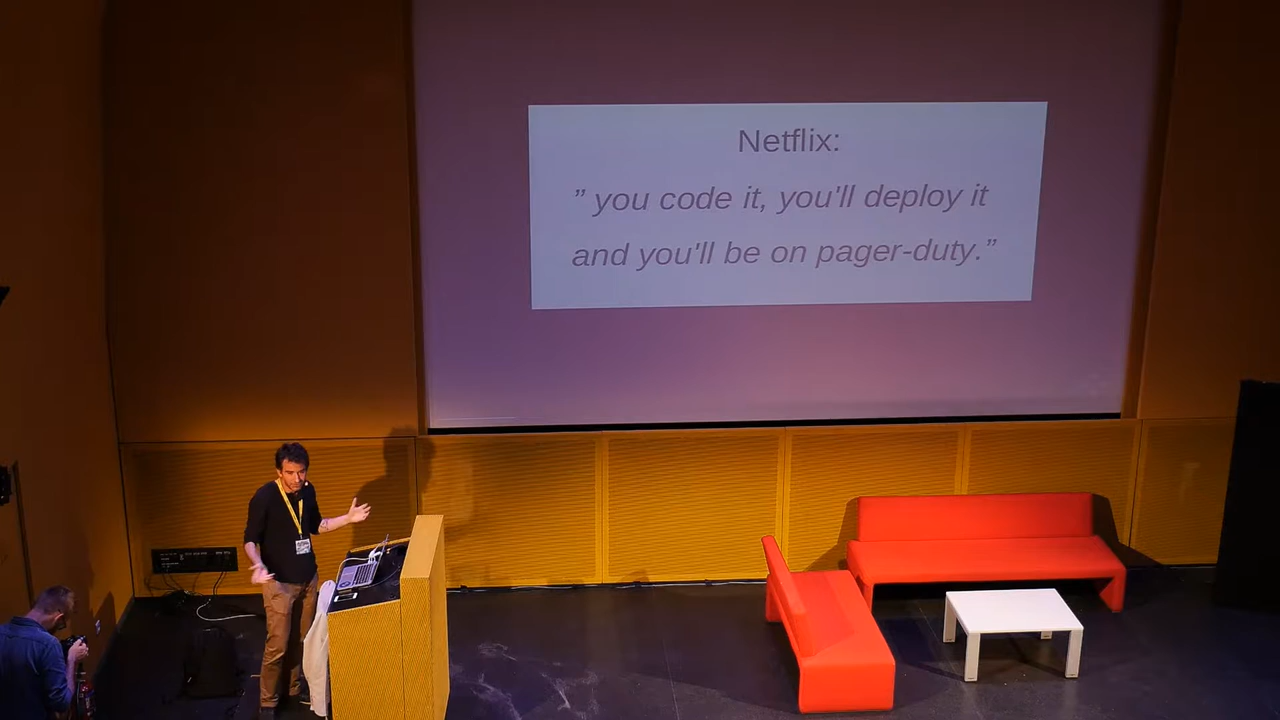 Netflix:
” you code it, you'll deploy it
and you'll be on pager-duty.”